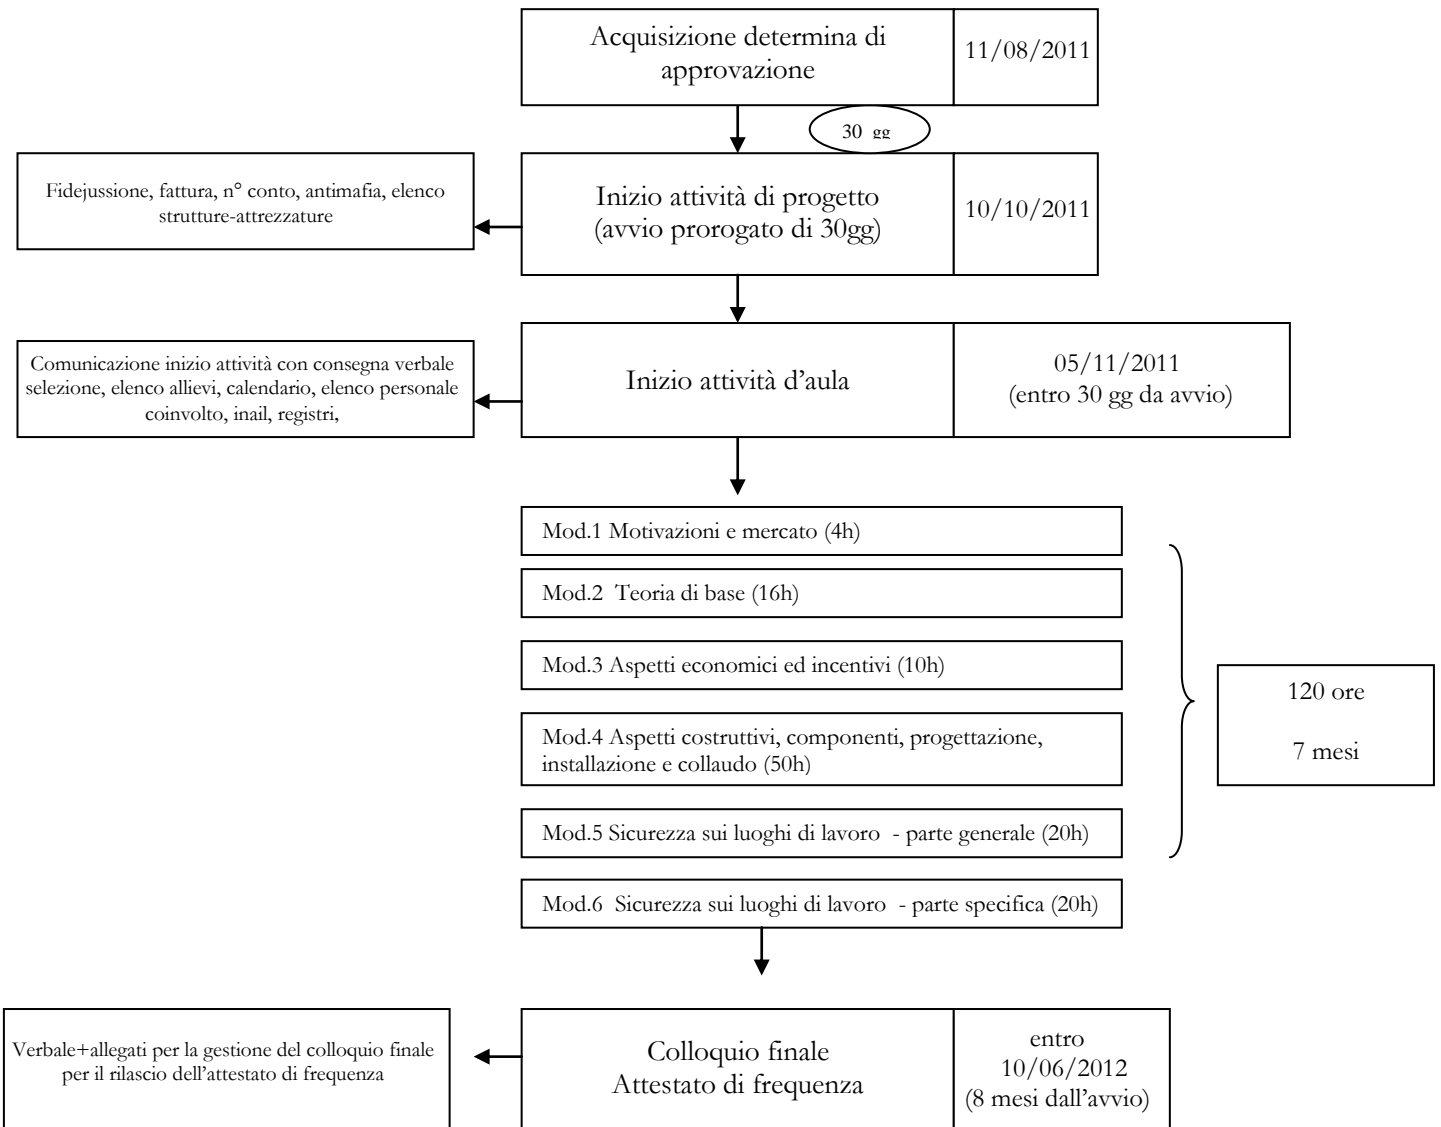 Acquisizione determina di
approvazione
11/08/2011
30 gg
Fidejussione, fattura, n° conto, antimafia, elenco
strutture-attrezzature
Inizio attività di progetto
(avvio prorogato di 30gg)
10/10/2011
Comunicazione inizio attività con consegna verbale
selezione, elenco allievi, calendario, elenco personale
coinvolto, inail, registri,
Inizio attività d’aula
05/11/2011
(entro 30 gg da avvio)
Mod.1 Motivazioni e mercato (4h)
Mod.2 Teoria di base (16h)
Mod.3 Aspetti economici ed incentivi (10h)
Mod.4 Aspetti costruttivi, componenti, progettazione,
installazione e collaudo (50h)
Mod.5 Sicurezza sui luoghi di lavoro - parte generale (20h)
Mod.6 Sicurezza sui luoghi di lavoro - parte specifica (20h)
120 ore
7 mesi
Verbale+allegati per la gestione del colloquio finale
per il rilascio dell’attestato di frequenza
Colloquio finale
Attestato di frequenza
entro
10/06/2012
(8 mesi dall’avvio)